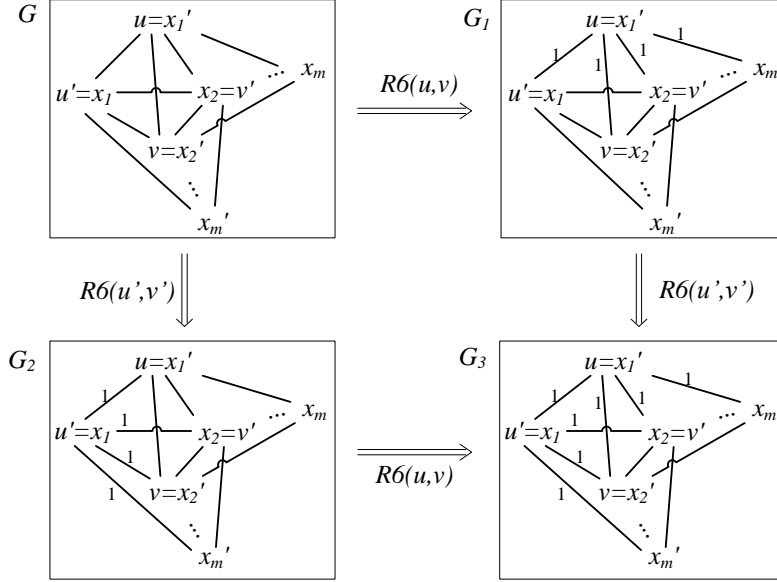 G
u=x₁'
u'=x₁
x₂=v'
... xₘ
v=x₂'
...
xₘ'
R6(u,v)
G₁
u=x₁'
1
1
1
1
u'=x₁
x₂=v'
... xₘ
v=x₂'
...
xₘ'
R6(u',v')
R6(u',v')
G₂
u=x₁'
1
u'=x₁
1
x₂=v'
... xₘ
1
v=x₂'
1
...
xₘ'
R6(u,v)
G₃
u=x₁'
1
1
1
1
u'=x₁
1
x₂=v'
... xₘ
1
v=x₂'
1
...
xₘ'